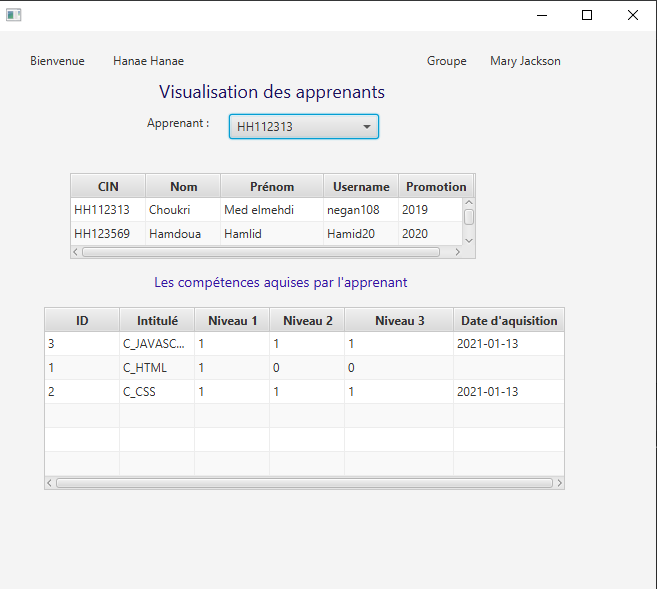 Bienvenue Hanae Hanae Groupe Mary Jackson
Visualisation des apprenants
Apprenant : HH112313
CIN Nom Prénom Username Promotion
HH112313 Choukri Med elmehdi negan108 2019
HH123569 Hamdoua Hamlid Hamid20 2020
Les compétences aquises par l'apprenant
ID Intitulé Niveau 1 Niveau 2 Niveau 3 Date d'aquisition
3 C_JAVASC... 1 1 1 2021-01-13
1 C_HTML 1 0 0
2 C_CSS 1 1 1 2021-01-13